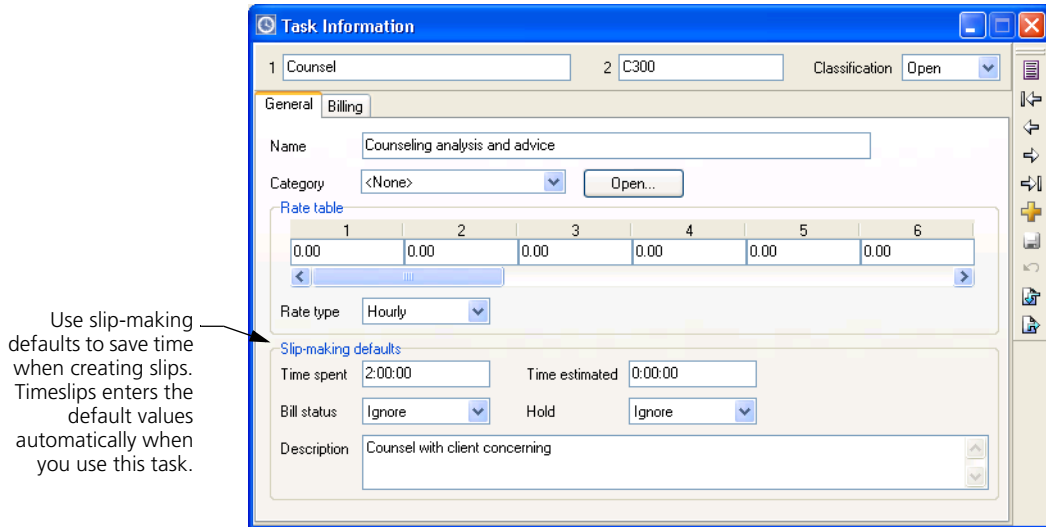 Task Information
1 Counsel 2 C300 Classification Open
General Billing
Name Counseling analysis and advice
Category <None> Open...
Rate table
1 2 3 4 5 6
0.00 0.00 0.00 0.00 0.00 0.00
Rate type Hourly
Use slip-making
defaults to save time
when creating slips.
Timeslips enters the
default values
automatically when
you use this task.
Slip-making defaults
Time spent 2:00:00 Time estimated 0:00:00
Bill status Ignore Hold Ignore
Description Counsel with client concerning